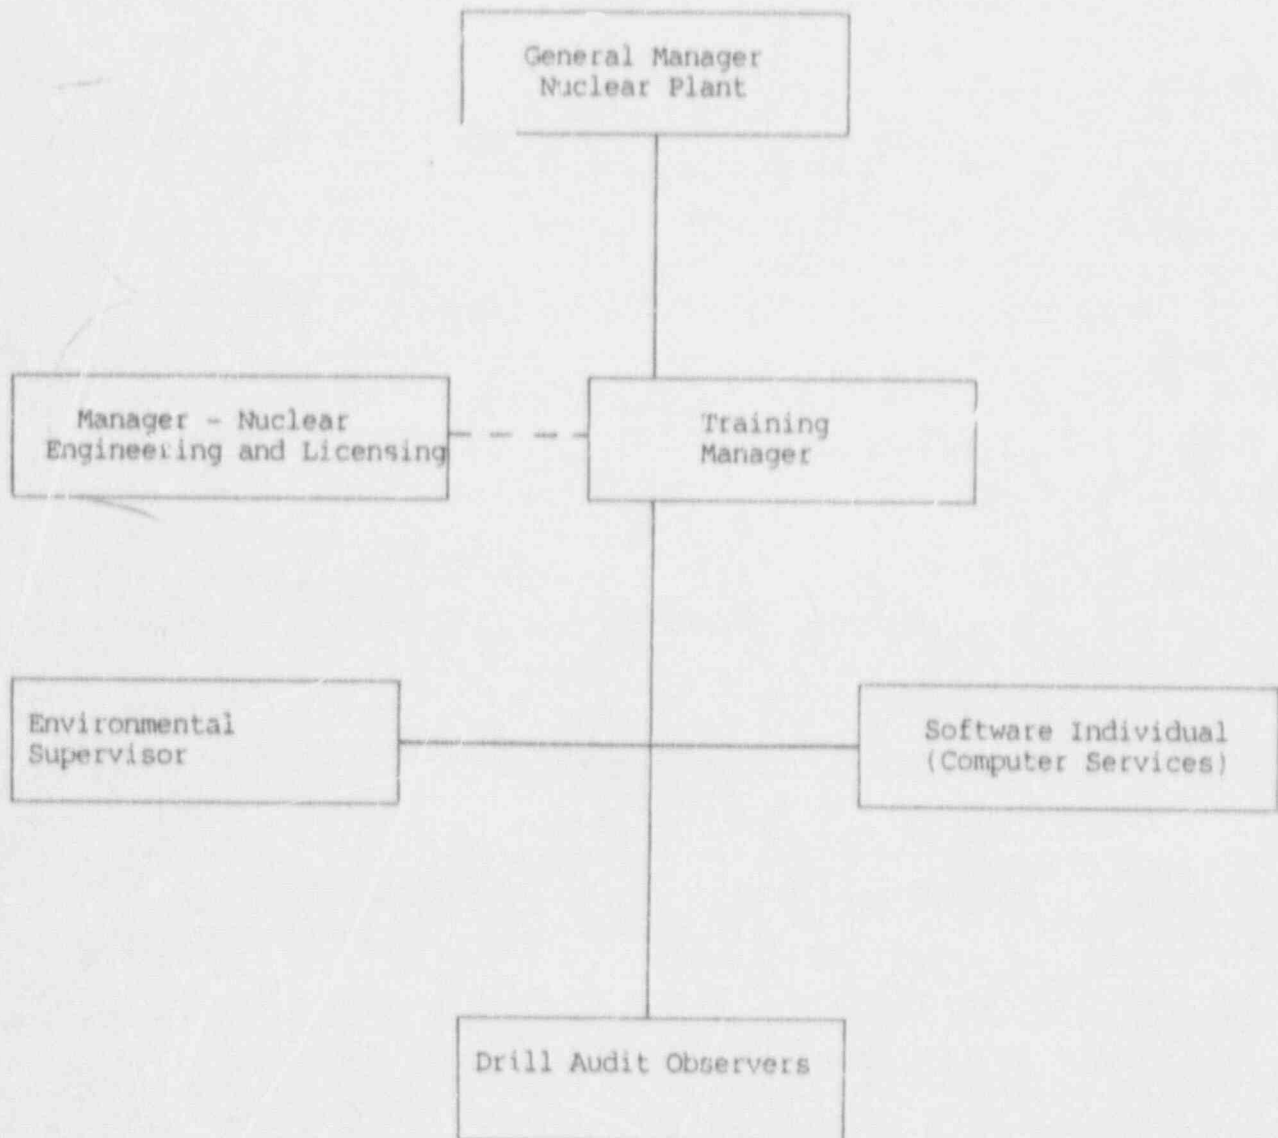 General Manager
Nuclear Plant
Manager - Nuclear
Engineering and Licensing
Training
Manager
Environmental
Supervisor
Software Individual
(Computer Services)
Drill Audit Observers